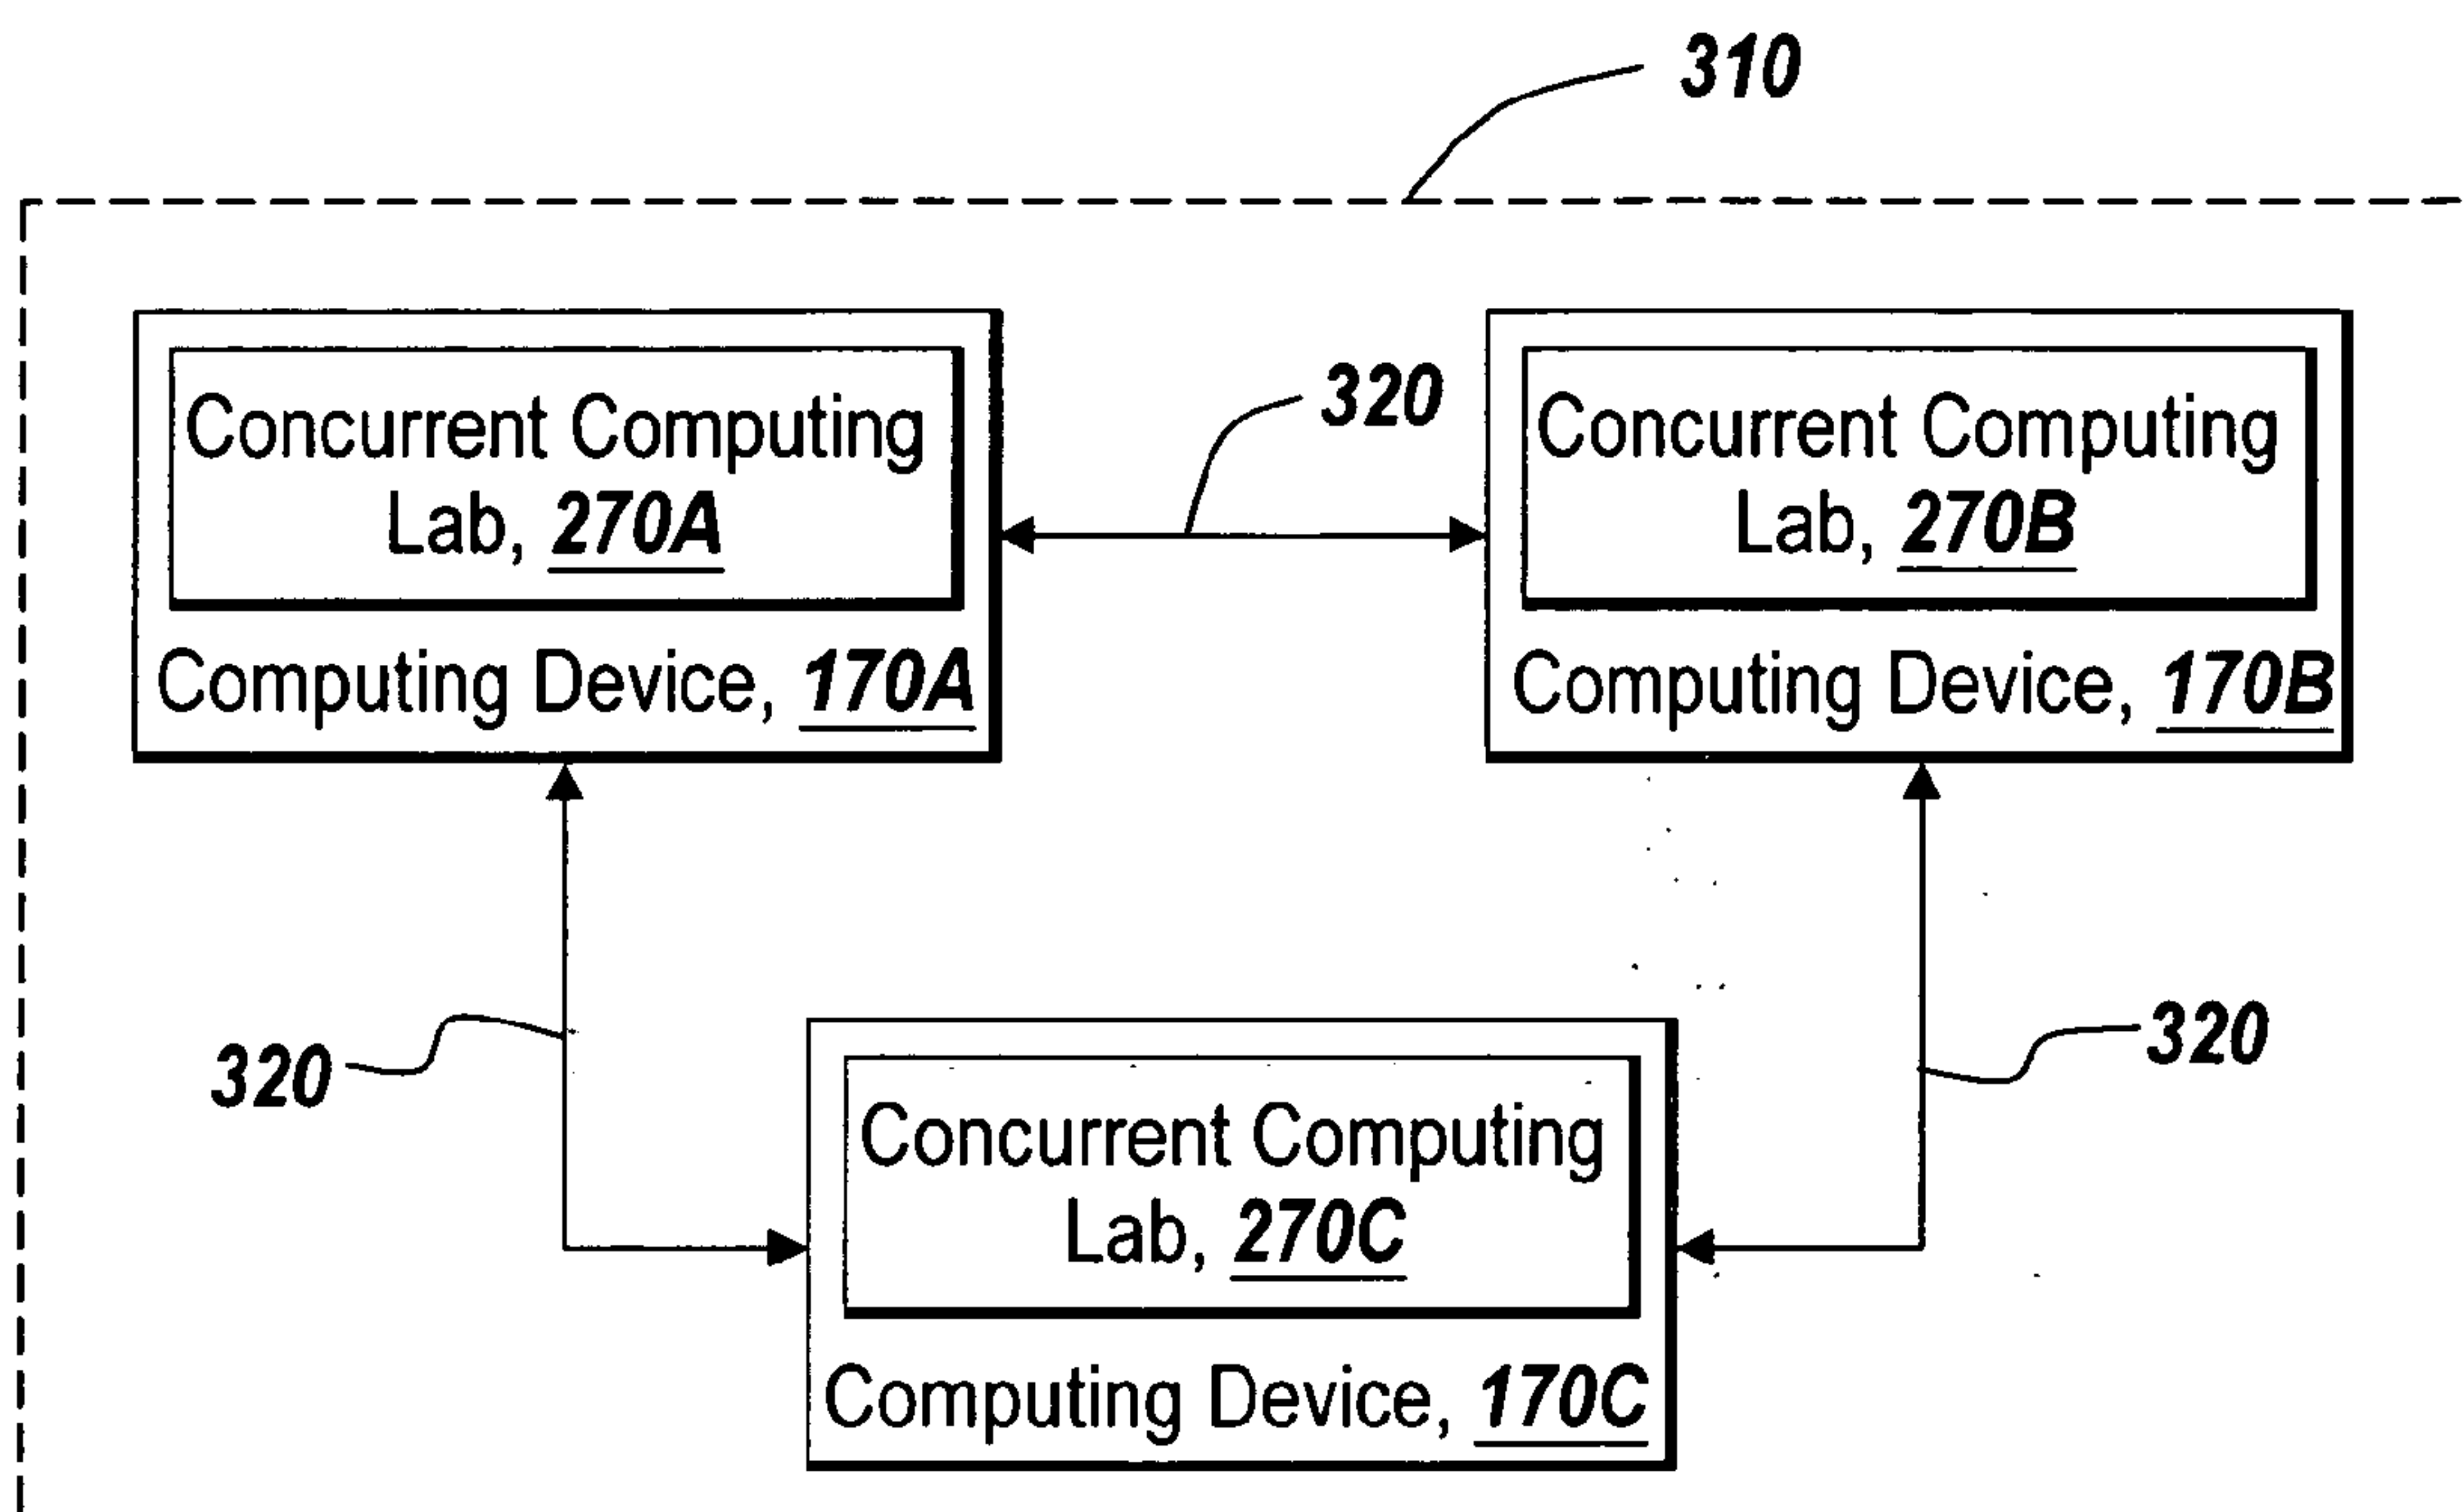 310
Concurrent Computing
Lab, 270A
Computing Device, 170A
320
Concurrent Computing
Lab, 270B
Computing Device, 170B
320
320
Concurrent Computing
Lab, 270C
Computing Device, 170C